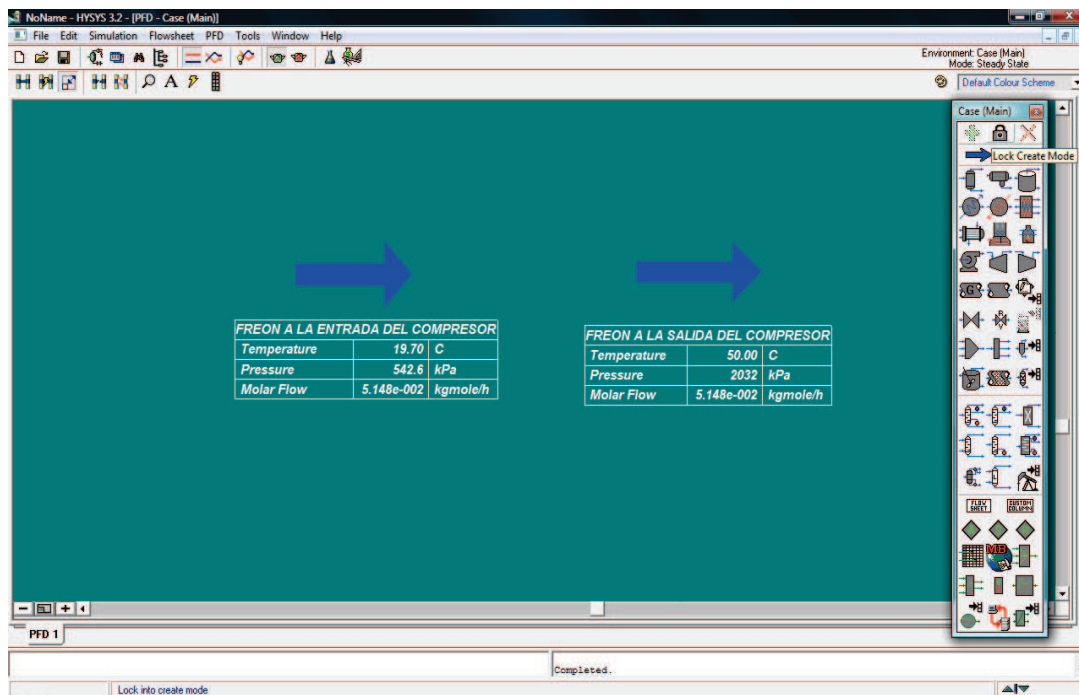 NoName - HYSYS 3.2 - [PFD - Case (Main)]
File Edit Simulation Flowsheet PFD Tools Window Help
Environment: Case (Main)
Mode: Steady State
A
Default Colour Scheme
Case (Main)
Lock Create Mode
FREON A LA ENTRADA DEL COMPRESOR
Temperature 19.70 C
Pressure 542.6 kPa
Molar Flow 5.148e-002 kgmole/h
FREON A LA SALIDA DEL COMPRESOR
Temperature 50.00 C
Pressure 2032 kPa
Molar Flow 5.148e-002 kgmole/h
G
FLOW SHEET
CUSTOM COLUMN
MB
PFD 1
Completed.
Lock into create mode